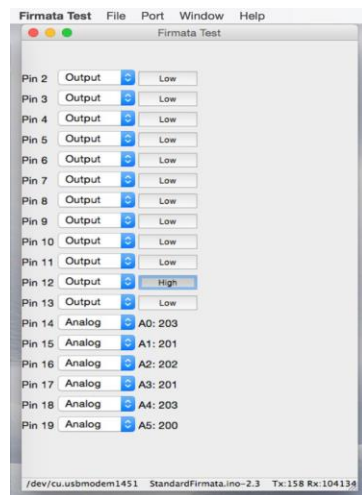 Firmata Test File Port Window Help
Firmata Test
Pin 2 Output Low
Pin 3 Output Low
Pin 4 Output Low
Pin 5 Output Low
Pin 6 Output Low
Pin 7 Output Low
Pin 8 Output Low
Pin 9 Output Low
Pin 10 Output Low
Pin 11 Output Low
Pin 12 Output High
Pin 13 Output Low
Pin 14 Analog A0: 203
Pin 15 Analog A1: 201
Pin 16 Analog A2: 202
Pin 17 Analog A3: 201
Pin 18 Analog A4: 203
Pin 19 Analog A5: 200
/dev/cu.usbmodem1451 StandardFirmata.ino-2.3 Tx:158 Rx:104134